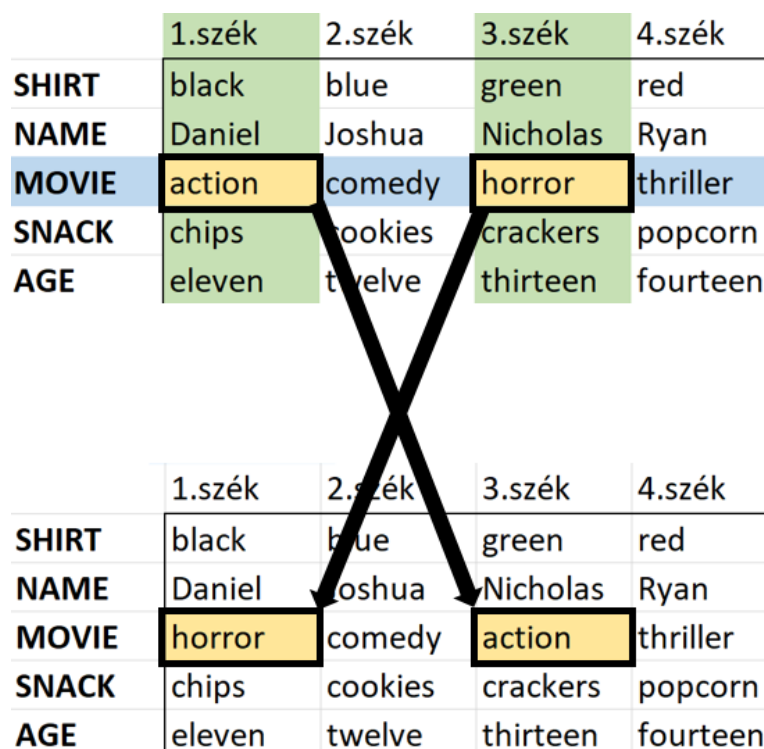 1.szék 2.szék 3.szék 4.szék
SHIRT black blue green red
NAME Daniel Joshua Nicholas Ryan
MOVIE action comedy horror thriller
SNACK chips cookies crackers popcorn
AGE eleven twelve thirteen fourteen
1.szék 2.szék 3.szék 4.szék
SHIRT black blue green red
NAME Daniel Joshua Nicholas Ryan
MOVIE horror comedy action thriller
SNACK chips cookies crackers popcorn
AGE eleven twelve thirteen fourteen